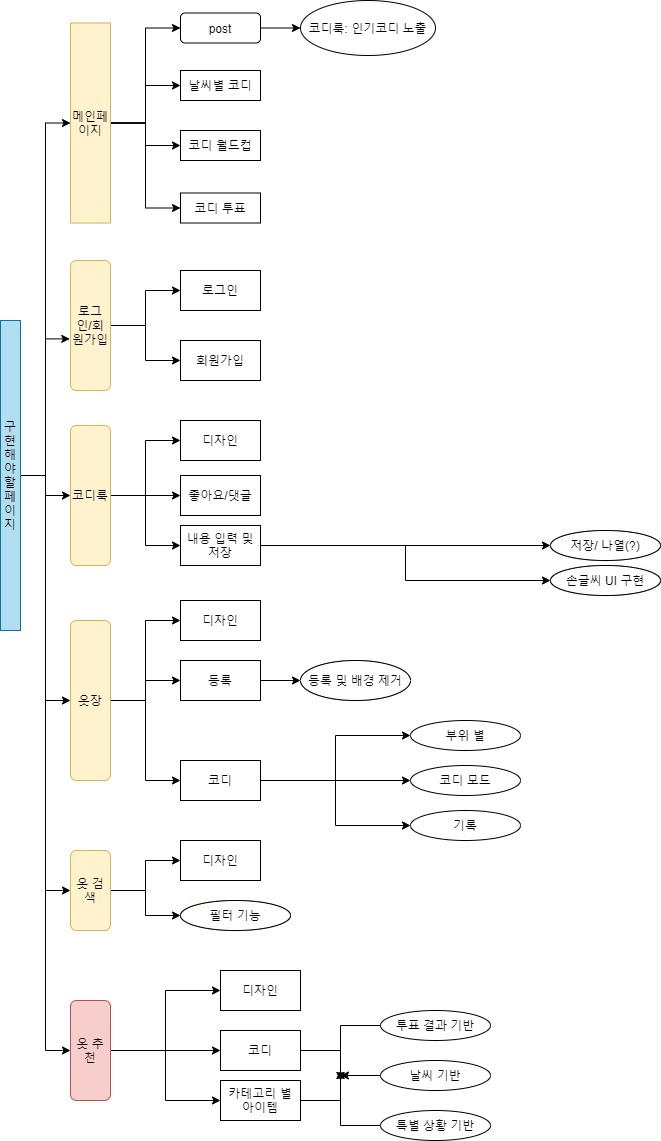 구
현
해
야
할
페
이
지
메인페
이지
post
코디룩: 인기코디 노출
날씨별 코디
코디 월드컵
코디 투표
로그
인/회
원가입
로그인
회원가입
코디룩
디자인
좋아요/댓글
내용 입력 및
저장
저장/ 나열(?)
손글씨 UI 구현
옷장
디자인
등록
등록 및 배경 제거
코디
부위 별
코디 모드
기록
옷 검
색
디자인
필터 기능
옷 추
천
디자인
코디
카테고리 별
아이템
투표 결과 기반
날씨 기반
특별 상황 기반